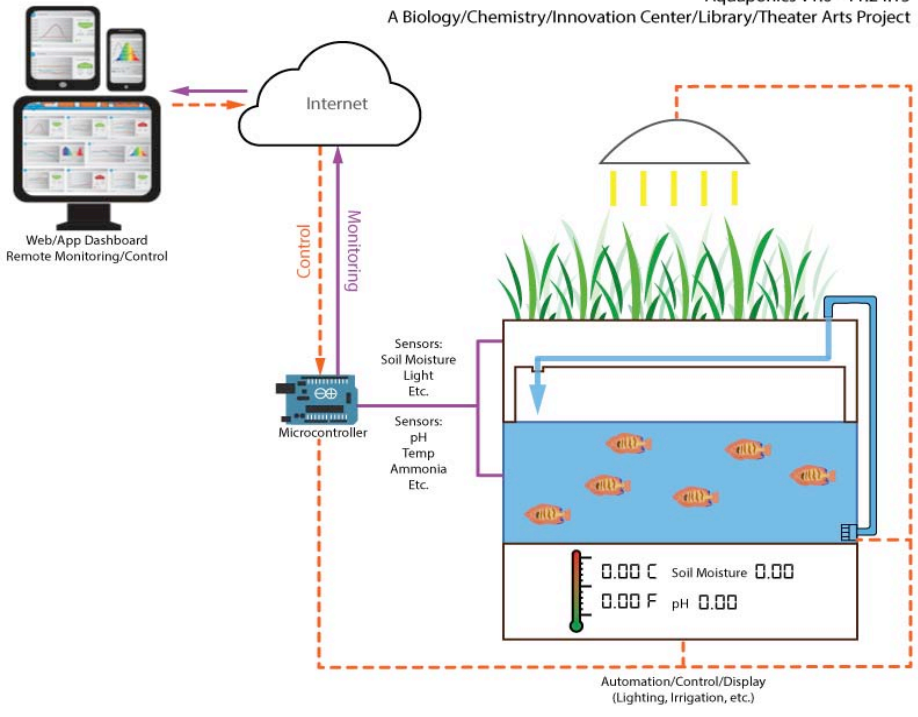 A Biology/Chemistry/Innovation Center/Library/Theater Arts Project
Internet
Web/App Dashboard
Remote Monitoring/Control
Control
Monitoring
Sensors:
Soil Moisture
Light
Etc.
Microcontroller
Sensors:
pH
Temp
Ammonia
Etc.
0.00 C Soil Moisture 0.00
0.00 F pH 0.00
Automation/Control/Display
(Lighting, Irrigation, etc.)